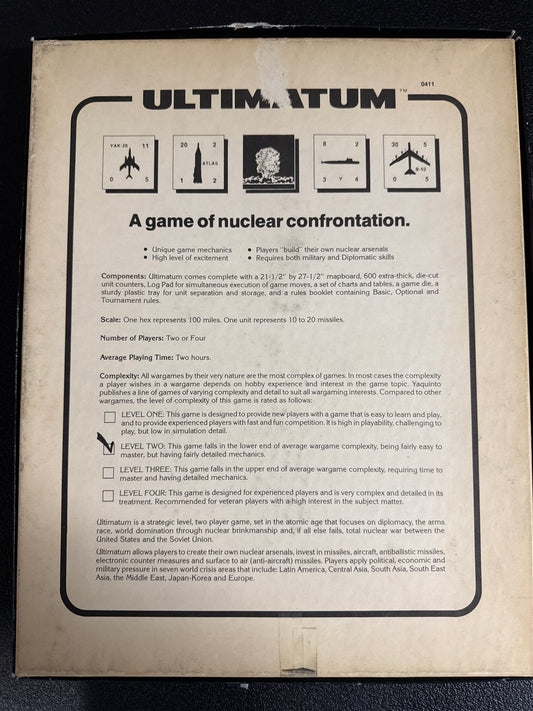 0411
ULTIMATUM™
YAK-26 11
0 5
20 2
ATLAS
1 2
8 2
3 Y 4
30 5
B-52
0 5
A game of nuclear confrontation.
• Unique game mechanics
• High level of excitement
• Players "build" their own nuclear arsenals
• Requires both military and Diplomatic skills
Components: Ultimatum comes complete with a 21-1/2" by 27-1/2" mapboard, 600 extra-thick, die-cut
unit counters, Log Pad for simultaneous execution of game moves, a set of charts and tables, a game die, a
sturdy plastic tray for unit separation and storage, and a rules booklet containing Basic, Optional and
Tournament rules.
Scale: One hex represents 100 miles. One unit represents 10 to 20 missiles.
Number of Players: Two or Four
Average Playing Time: Two hours.
Complexity: All wargames by their very nature are the most complex of games. In most cases the complexity
a player wishes in a wargame depends on hobby experience and interest in the game topic. Yaquinto
publishes a line of games of varying complexity and detail to suit all wargaming interests. Compared to other
wargames, the level of complexity of this game is rated as follows:
LEVEL ONE: This game is designed to provide new players with a game that is easy to learn and play,
and to provide experienced players with fast and fun competition. It is high in playability, challenging to
play, but low in simulation detail.
LEVEL TWO: This game falls in the lower end of average wargame complexity, being fairly easy to
master, but having fairly detailed mechanics.
LEVEL THREE: This game falls in the upper end of average wargame complexity, requiring time to
master and having detailed mechanics.
LEVEL FOUR: This game is designed for experienced players and is very complex and detailed in its
treatment. Recommended for veteran players with a high interest in the subject matter.
Ultimatum is a strategic level, two player game, set in the atomic age that focuses on diplomacy, the arms
race, world domination through nuclear brinkmanship and, if all else fails, total nuclear war between the
United States and the Soviet Union.
Ultimatum allows players to create their own nuclear arsenals, invest in missiles, aircraft, antiballistic missiles,
electronic counter measures and surface to air (anti-aircraft) missiles. Players apply political, economic and
military pressure in seven world crisis areas that include: Latin America, Central Asia, South Asia, South East
Asia, the Middle East, Japan-Korea and Europe.